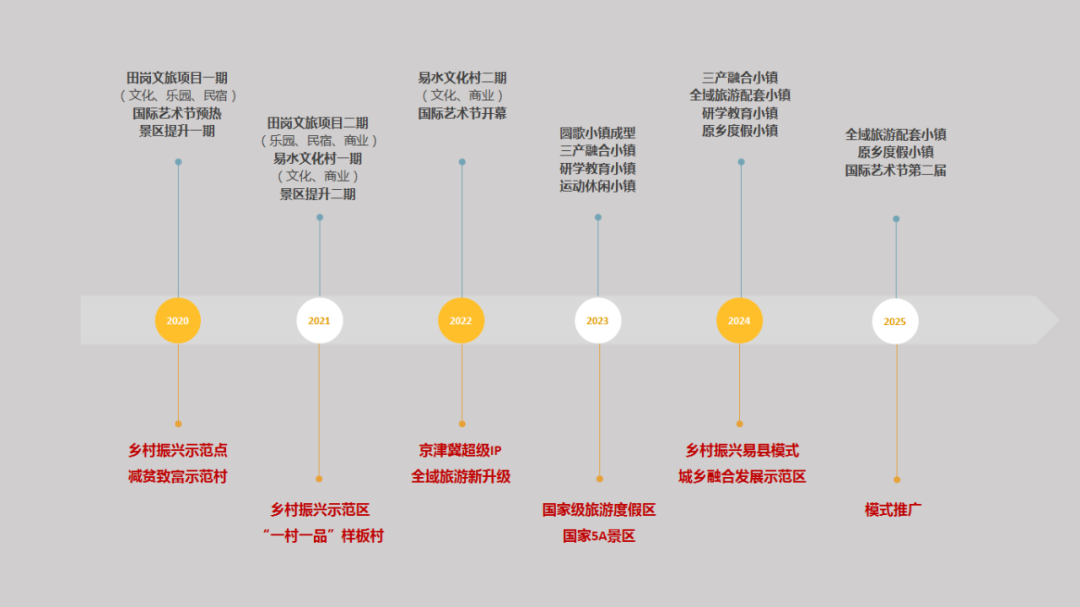 田岗文旅项目一期
（文化、乐园、民宿）
国际艺术节预热
景区提升一期
田岗文旅项目二期
（乐园、民宿、商业）
易水文化村一期
（文化、商业）
景区提升二期
易水文化村二期
（文化、商业）
国际艺术节开幕
圆歌小镇成型
三产融合小镇
研学教育小镇
运动休闲小镇
三产融合小镇
全域旅游配套小镇
研学教育小镇
原乡度假小镇
全域旅游配套小镇
原乡度假小镇
国际艺术节第二届
2020
2021
2022
2023
2024
2025
乡村振兴示范点
减贫致富示范村
乡村振兴示范区
“一村一品”样板村
京津冀超级IP
全域旅游新升级
国家级旅游度假区
国家5A景区
乡村振兴易县模式
城乡融合发展示范区
模式推广